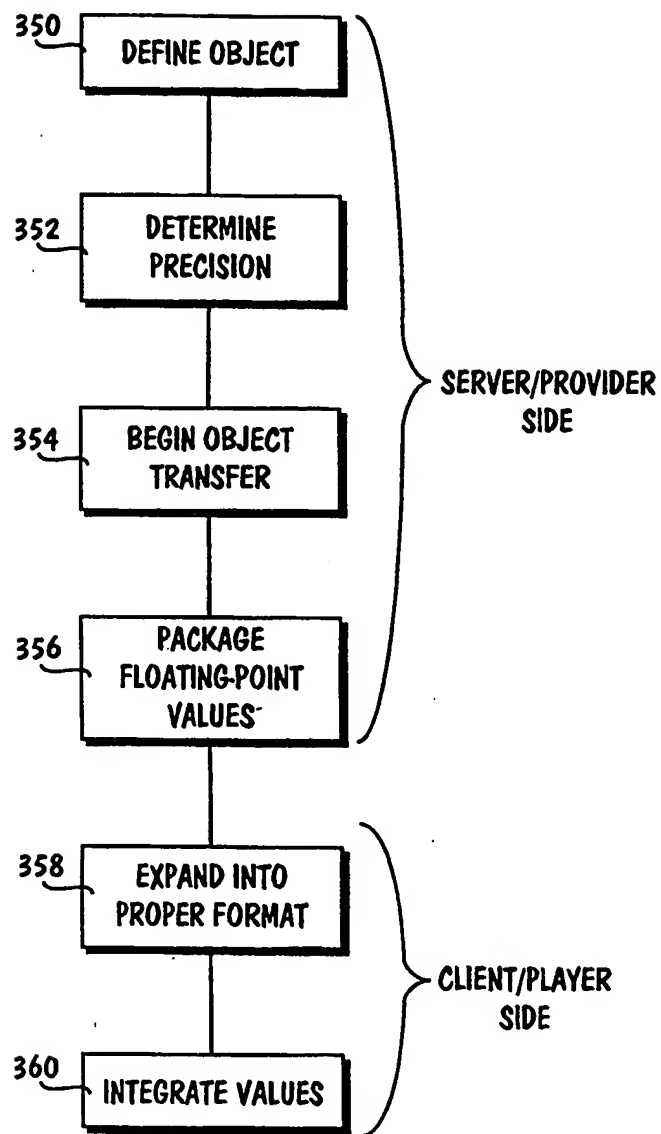 350
DEFINE OBJECT
352
DETERMINE
PRECISION
SERVER/PROVIDER
SIDE
354
BEGIN OBJECT
TRANSFER
356
PACKAGE
FLOATING-POINT
VALUES
358
EXPAND INTO
PROPER FORMAT
CLIENT/PLAYER
SIDE
360
INTEGRATE VALUES